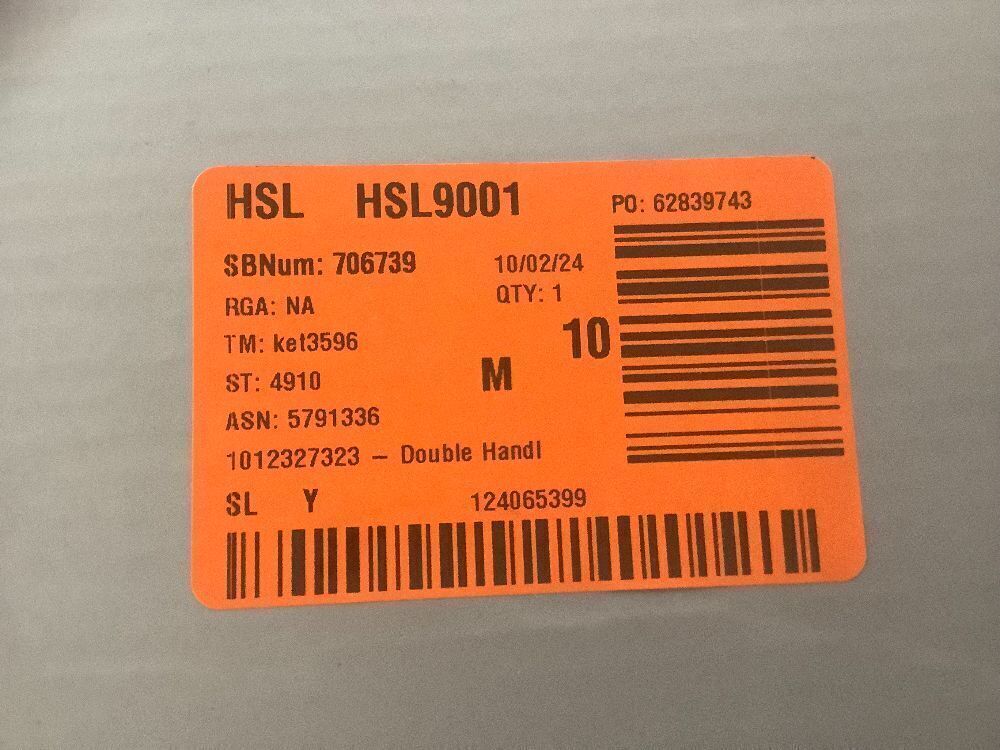 HSL HSL9001 PO: 62839743
SBNum: 706739 10/02/24
RGA: NA QTY: 1
TM: ket3596 10
ST: 4910 M
ASN: 5791336
1012327323 – Double Handl
SL Y 124065399